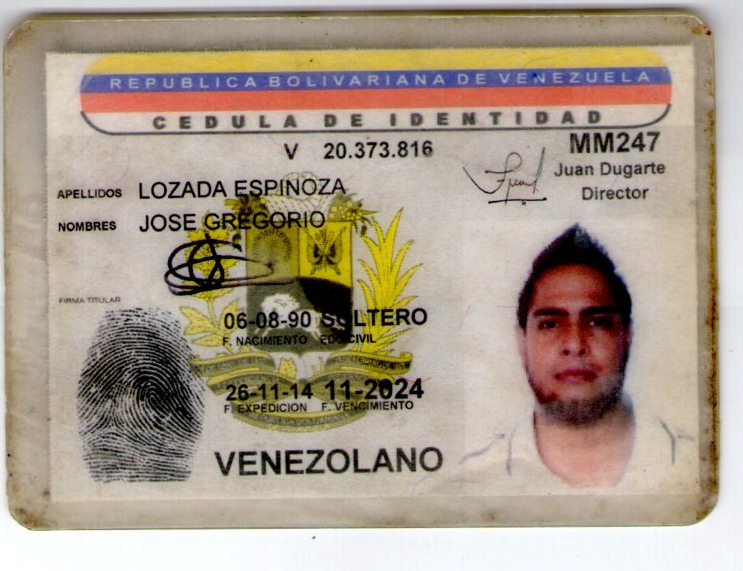 REPUBLICA BOLIVARIANA DE VENEZUELA
CEDULA DE IDENTIDAD
V 20.373.816
MM247
Juan Dugarte
Director
APELLIDOS LOZADA ESPINOZA
NOMBRES JOSE GREGORIO
FIRMA TITULAR
06-08-90 SOLTERO
F. NACIMIENTO EDO CIVIL
26-11-14 11-2024
F. EXPEDICION F. VENCIMIENTO
VENEZOLANO